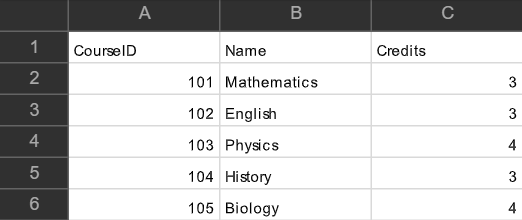 A B C
1 CourseID Name Credits
2 101 Mathematics 3
3 102 English 3
4 103 Physics 4
5 104 History 3
6 105 Biology 4